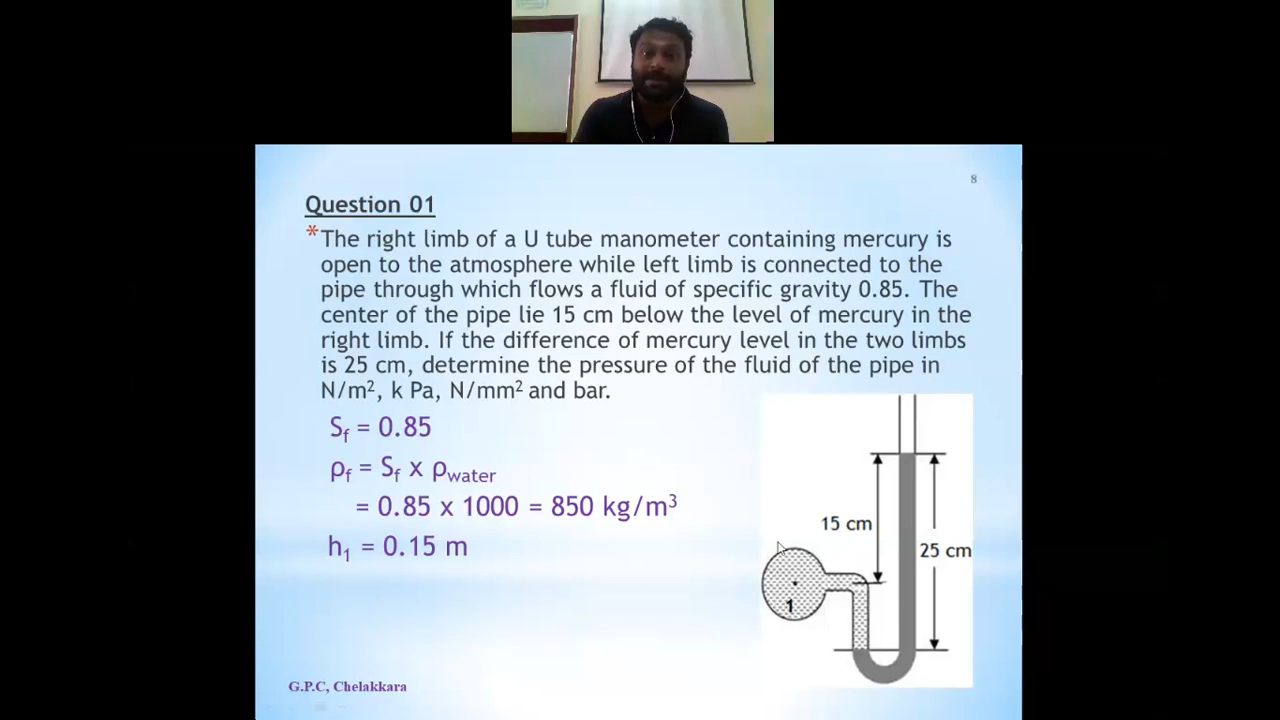 8
Question 01
*The right limb of a U tube manometer containing mercury is
open to the atmosphere while left limb is connected to the
pipe through which flows a fluid of specific gravity 0.85. The
center of the pipe lie 15 cm below the level of mercury in the
right limb. If the difference of mercury level in the two limbs
is 25 cm, determine the pressure of the fluid of the pipe in
N/m², k Pa, N/mm² and bar.
S_f = 0.85
ρ_f = S_f x ρ_water
= 0.85 x 1000 = 850 kg/m³
h₁ = 0.15 m
15 cm
25 cm
1
G.P.C, Chelakkara